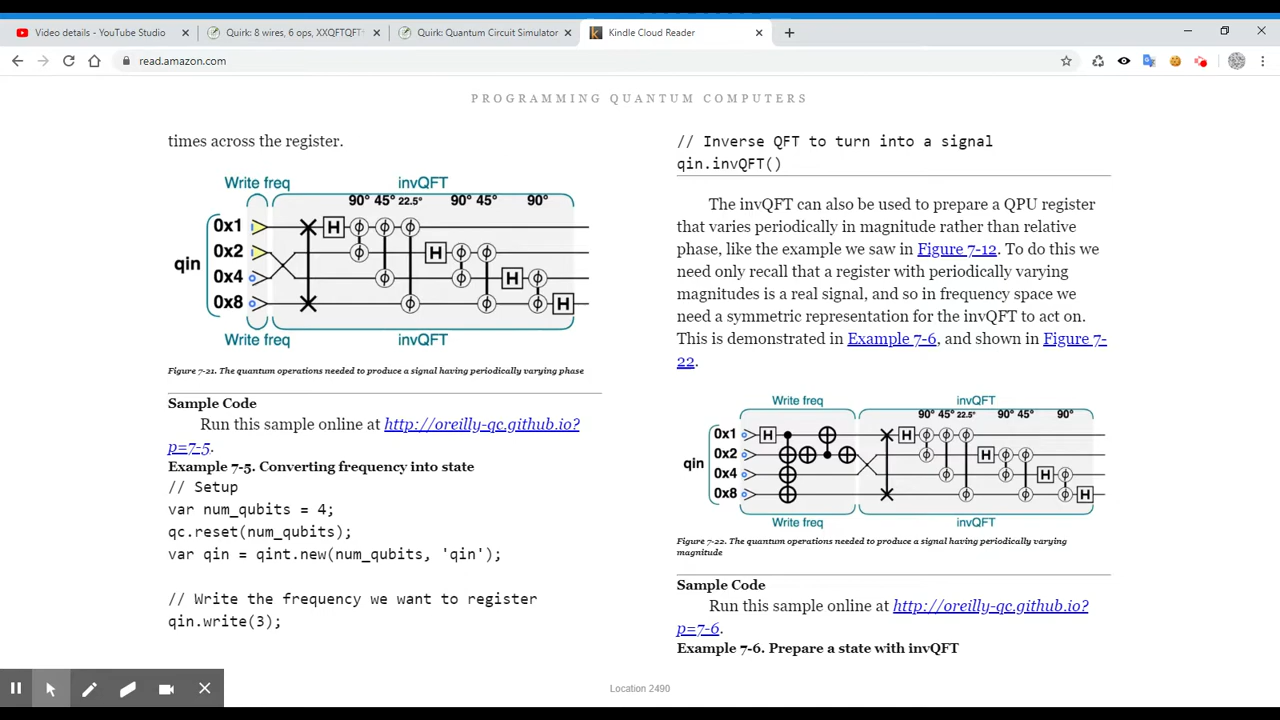 Video details - YouTube Studio
Quirk: 8 wires, 6 ops, XXQFTQFT
Quirk: Quantum Circuit Simulator
Kindle Cloud Reader
read.amazon.com
PROGRAMMING QUANTUM COMPUTERS
times across the register.
Write freq invQFT
90° 45° 22.5° 90° 45° 90°
0x1 H
0x2 H
qin
0x4 H
0x8 H
Write freq invQFT
Figure 7-21. The quantum operations needed to produce a signal having periodically varying phase
Sample Code
Run this sample online at http://oreilly-qc.github.io?
p=7-5.
Example 7-5. Converting frequency into state
// Setup
var num_qubits = 4;
qc.reset(num_qubits);
var qin = qint.new(num_qubits, 'qin');
// Write the frequency we want to register
qin.write(3);
// Inverse QFT to turn into a signal
qin.invQFT()
The invQFT can also be used to prepare a QPU register
that varies periodically in magnitude rather than relative
phase, like the example we saw in Figure 7-12. To do this we
need only recall that a register with periodically varying
magnitudes is a real signal, and so in frequency space we
need a symmetric representation for the invQFT to act on.
This is demonstrated in Example 7-6, and shown in Figure 7-
22.
Write freq invQFT
90° 45° 22.5° 90° 45° 90°
0x1 H H
0x2 H
qin
0x4 H
0x8 H
Write freq invQFT
Figure 7-22. The quantum operations needed to produce a signal having periodically varying
magnitude
Sample Code
Run this sample online at http://oreilly-qc.github.io?
p=7-6.
Example 7-6. Prepare a state with invQFT
Location 2490